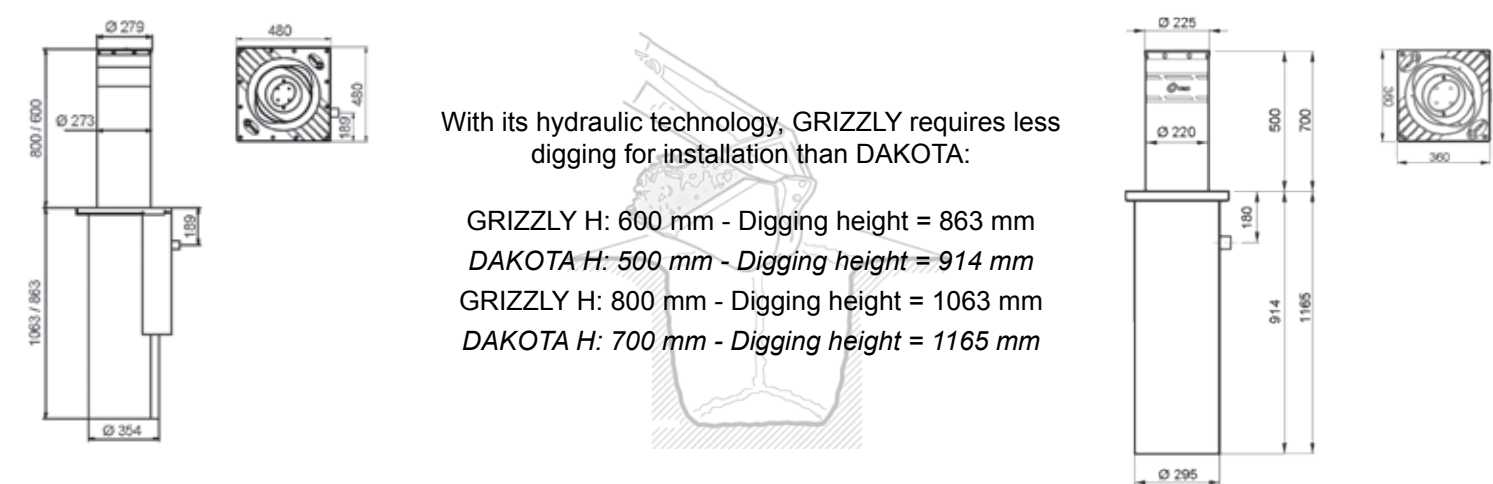 Ø 279
480
800 / 600
Ø 273
480
189
189
1063 / 863
Ø 354
With its hydraulic technology, GRIZZLY requires less
digging for installation than DAKOTA:
GRIZZLY H: 600 mm - Digging height = 863 mm
DAKOTA H: 500 mm - Digging height = 914 mm
GRIZZLY H: 800 mm - Digging height = 1063 mm
DAKOTA H: 700 mm - Digging height = 1165 mm
Ø 225
Ø 220
500
700
180
914
1165
Ø 295
360
360